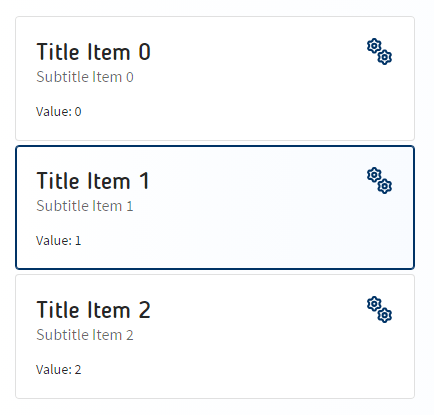 Title Item 0
Subtitle Item 0
Value: 0
Title Item 1
Subtitle Item 1
Value: 1
Title Item 2
Subtitle Item 2
Value: 2